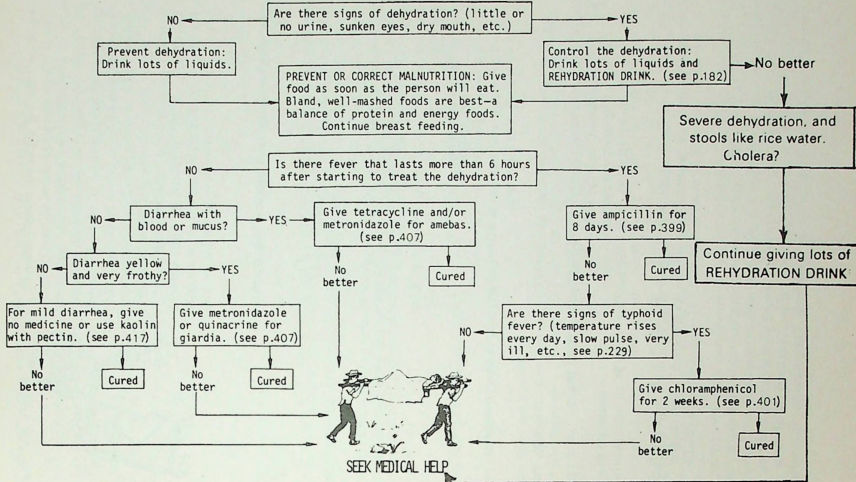 Are there signs of dehydration? (little or
no urine, sunken eyes, dry mouth, etc.)
NO
YES
Prevent dehydration:
Drink lots of liquids.
Control the dehydration:
Drink lots of liquids and
REHYDRATION DRINK. (see p.182)
No better
PREVENT OR CORRECT MALNUTRITION: Give
food as soon as the person will eat.
Bland, well-mashed foods are best—a
balance of protein and energy foods.
Continue breast feeding.
Severe dehydration, and
stools like rice water.
Cholera?
Is there fever that lasts more than 6 hours
after starting to treat the dehydration?
NO
YES
Diarrhea with
blood or mucus?
NO
YES
Give tetracycline and/or
metronidazole for amebas.
(see p.407)
Give ampicillin for
8 days. (see p.399)
No
better
Cured
No
better
Cured
Continue giving lots of
REHYDRATION DRINK
Diarrhea yellow
and very frothy?
NO
YES
For mild diarrhea, give
no medicine or use kaolin
with pectin. (see p.417)
Give metronidazole
or quinacrine for
giardia. (see p.407)
Are there signs of typhoid
fever? (temperature rises
every day, slow pulse, very
ill, etc., see p.229)
NO
YES
No
better
Cured
No
better
Cured
Give chloramphenicol
for 2 weeks. (see p.401)
No
better
Cured
SEEK MEDICAL HELP